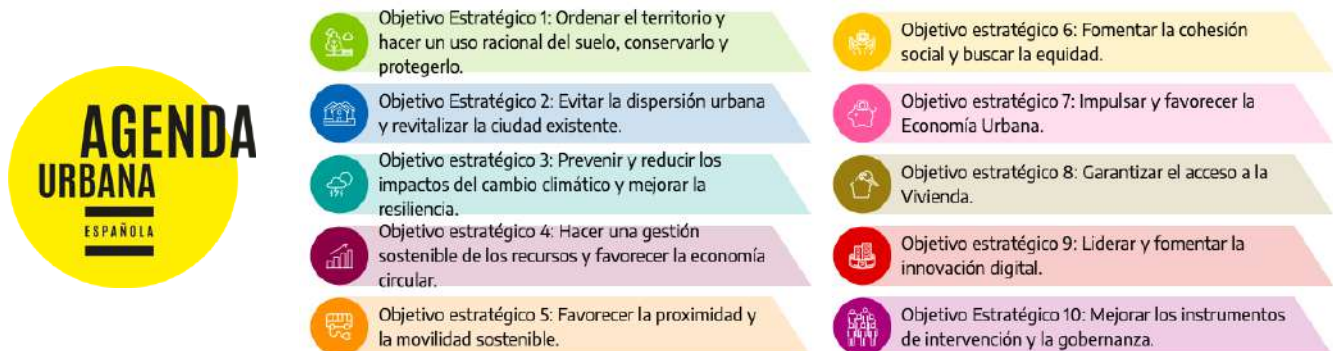 AGENDA
URBANA
ESPAÑOLA
Objetivo Estratégico 1: Ordenar el territorio y
hacer un uso racional del suelo, conservarlo y
protegerlo.
Objetivo Estratégico 2: Evitar la dispersión urbana
y revitalizar la ciudad existente.
Objetivo estratégico 3: Prevenir y reducir los
impactos del cambio climático y mejorar la
resiliencia.
Objetivo estratégico 4: Hacer una gestión
sostenible de los recursos y favorecer la economía
circular.
Objetivo estratégico 5: Favorecer la proximidad y
la movilidad sostenible.
Objetivo estratégico 6: Fomentar la cohesión
social y buscar la equidad.
Objetivo estratégico 7: Impulsar y favorecer la
Economía Urbana.
Objetivo estratégico 8: Garantizar el acceso a la
Vivienda.
Objetivo estratégico 9: Liderar y fomentar la
innovación digital.
Objetivo Estratégico 10: Mejorar los instrumentos
de intervención y la gobernanza.